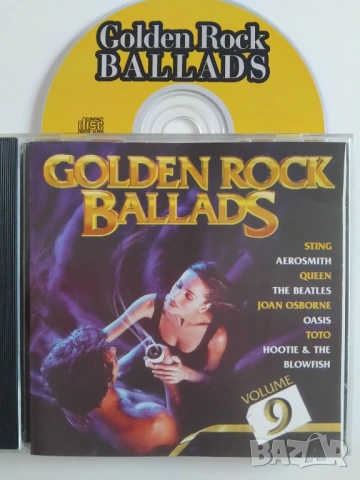 Golden Rock
BALLADS
COMPACT
disc
GOLDEN ROCK
BALLADS
STING
AEROSMITH
QUEEN
THE BEATLES
JOAN OSBORNE
OASIS
TOTO
HOOTIE & THE
BLOWFISH
VOLUME
9
BAZAR